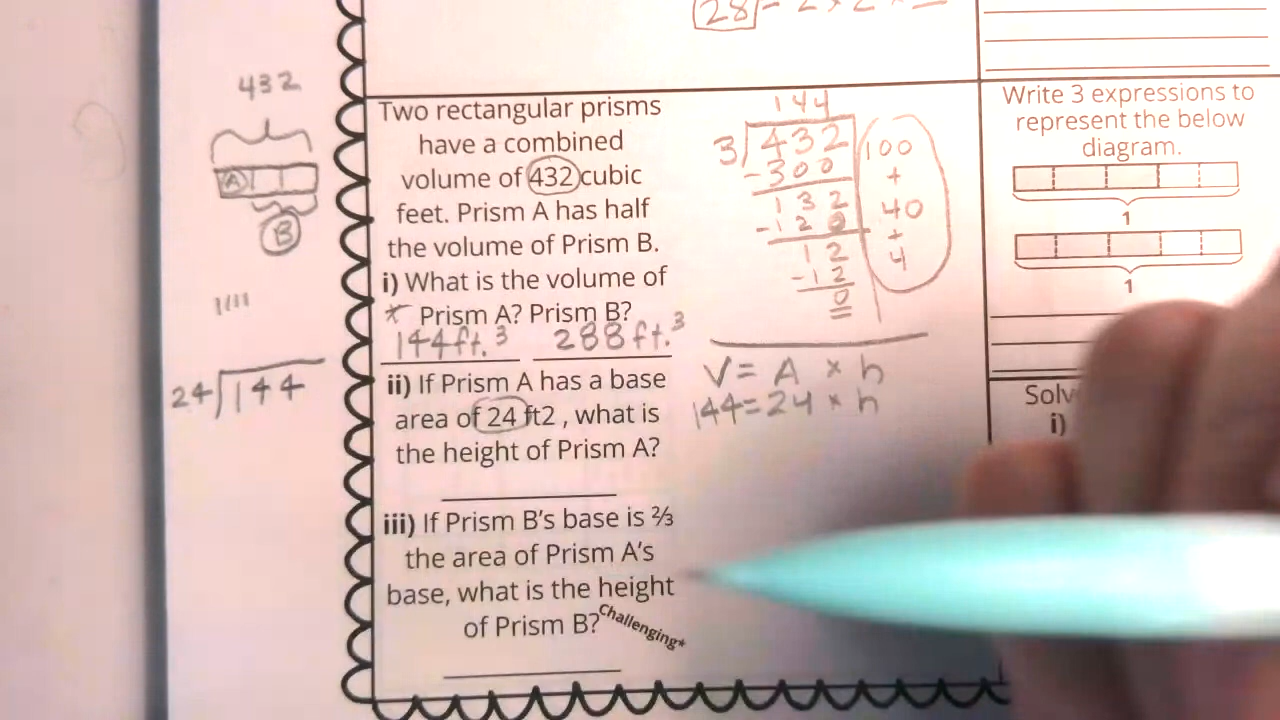 28 = 2 × 2 ×
432
A
B
24 144
Two rectangular prisms
have a combined
volume of 432 cubic
feet. Prism A has half
the volume of Prism B.
i) What is the volume of
* Prism A? Prism B?
144ft.³ 288ft.³
ii) If Prism A has a base
area of 24 ft2 , what is
the height of Prism A?
iii) If Prism B's base is ⅔
the area of Prism A's
base, what is the height
of Prism B? Challenging*
144
3 432
-300 100
+
132 40
-120 +
12 4
-12
0
V = A × h
144 = 24 × h
Write 3 expressions to
represent the below
diagram.
1
1
Solv
i)